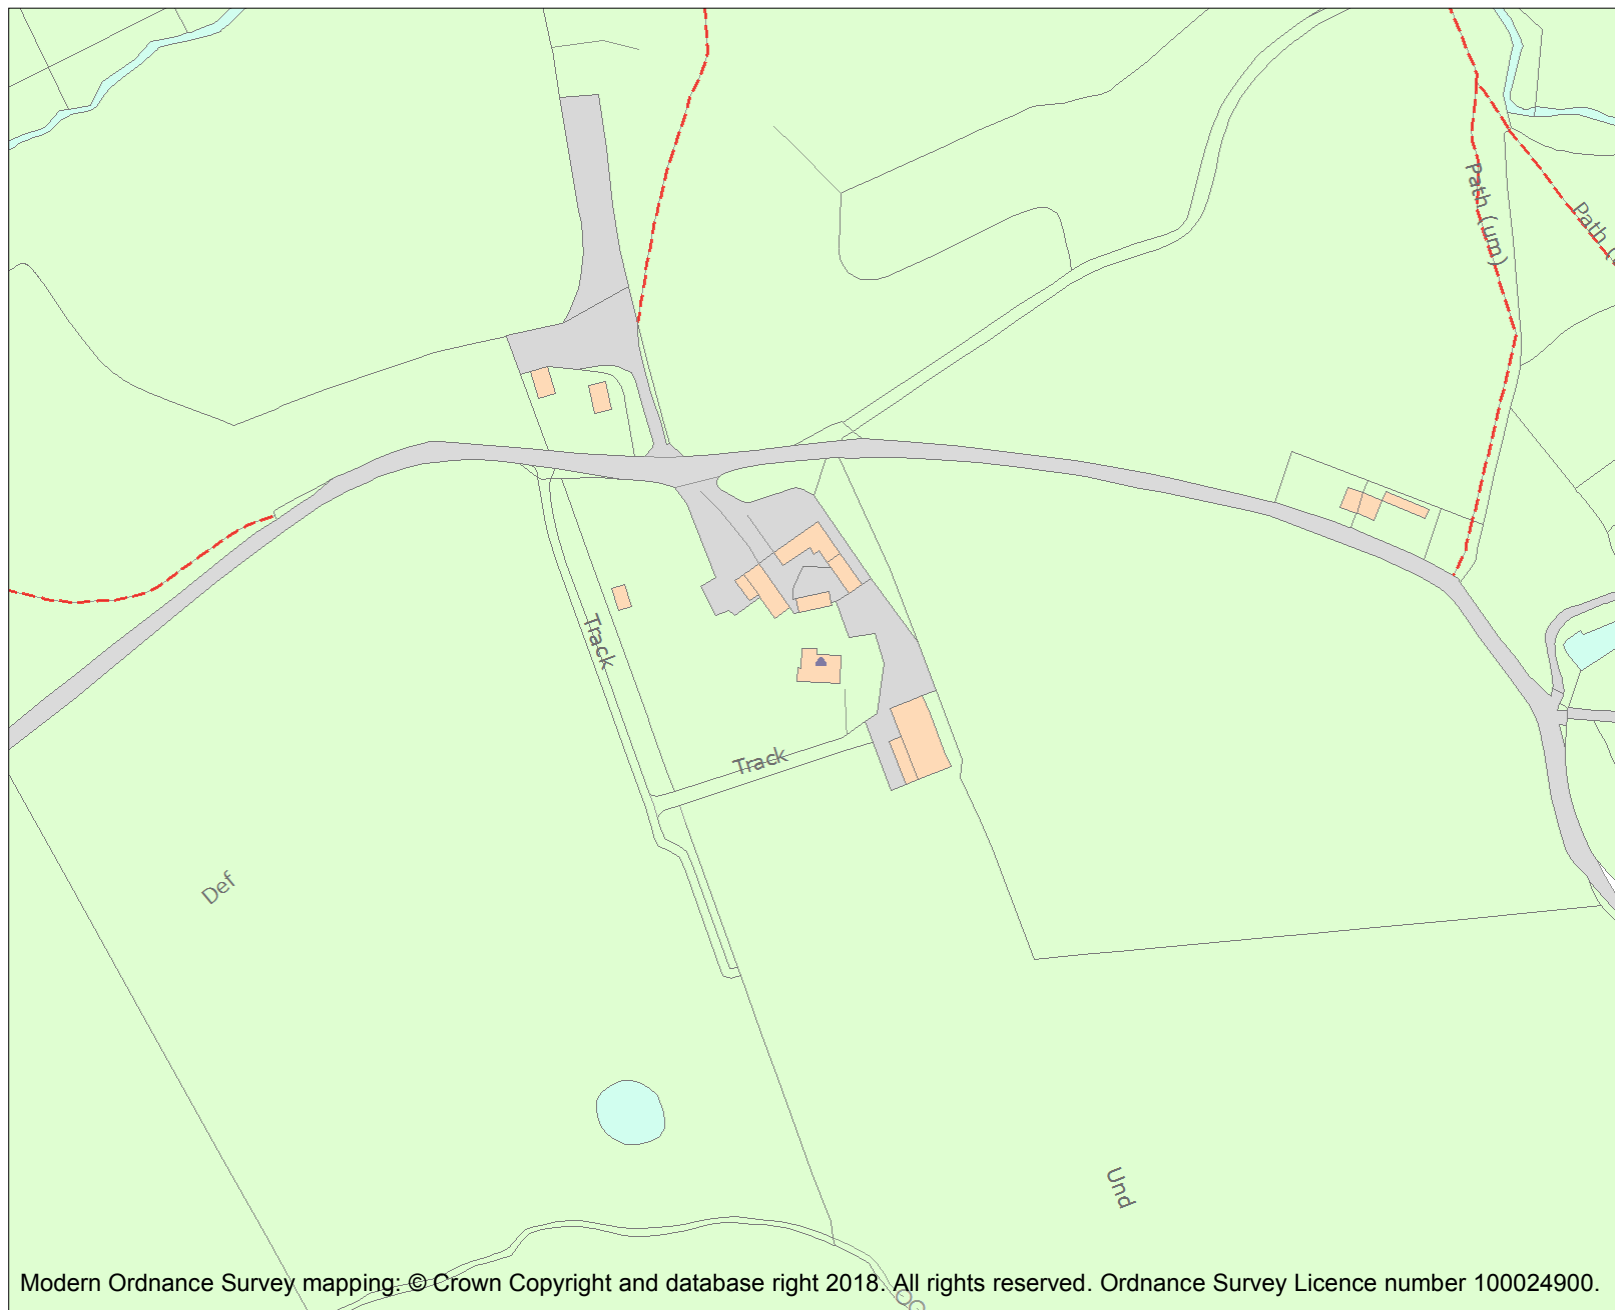 Path (um)
Path (
Track
Track
Def
Und
Modern Ordnance Survey mapping: © Crown Copyright and database right 2018. All rights reserved. Ordnance Survey Licence number 100024900.